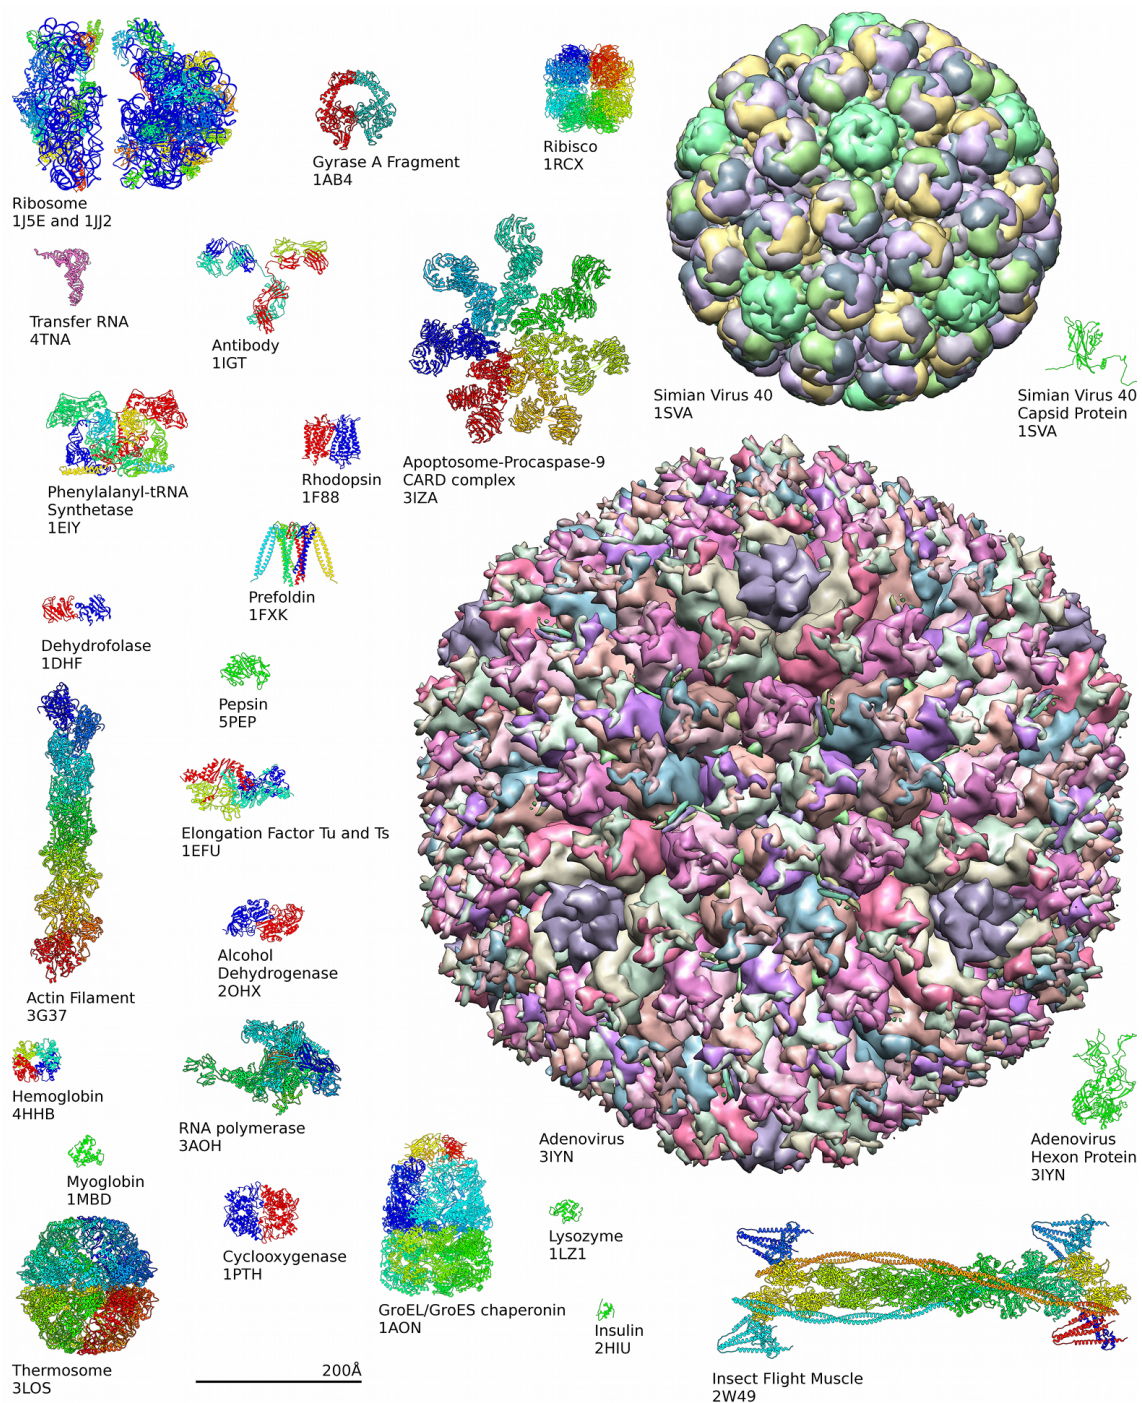 Ribosome
1J5E and 1JJ2
Gyrase A Fragment
1AB4
Ribisco
1RCX
Transfer RNA
4TNA
Antibody
1IGT
Simian Virus 40
1SVA
Simian Virus 40
Capsid Protein
1SVA
Phenylalanyl-tRNA
Synthetase
1EIY
Rhodopsin
1F88
Apoptosome-Procaspase-9
CARD complex
3IZA
Prefoldin
1FXK
Dehydrofolase
1DHF
Pepsin
5PEP
Elongation Factor Tu and Ts
1EFU
Alcohol
Dehydrogenase
2OHX
Actin Filament
3G37
Hemoglobin
4HHB
RNA polymerase
3AOH
Adenovirus
3IYN
Adenovirus
Hexon Protein
3IYN
Myoglobin
1MBD
Cyclooxygenase
1PTH
Lysozyme
1LZ1
GroEL/GroES chaperonin
1AON
Insulin
2HIU
Thermosome
3LOS
200Å
Insect Flight Muscle
2W49